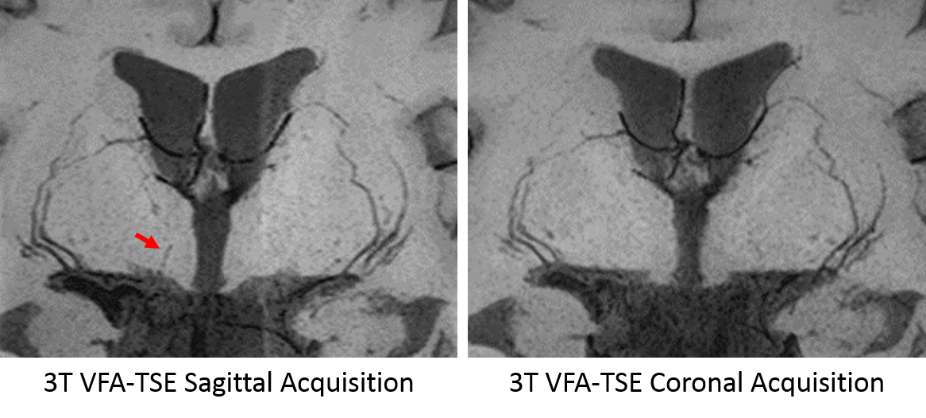 3T VFA-TSE Sagittal Acquisition
3T VFA-TSE Coronal Acquisition